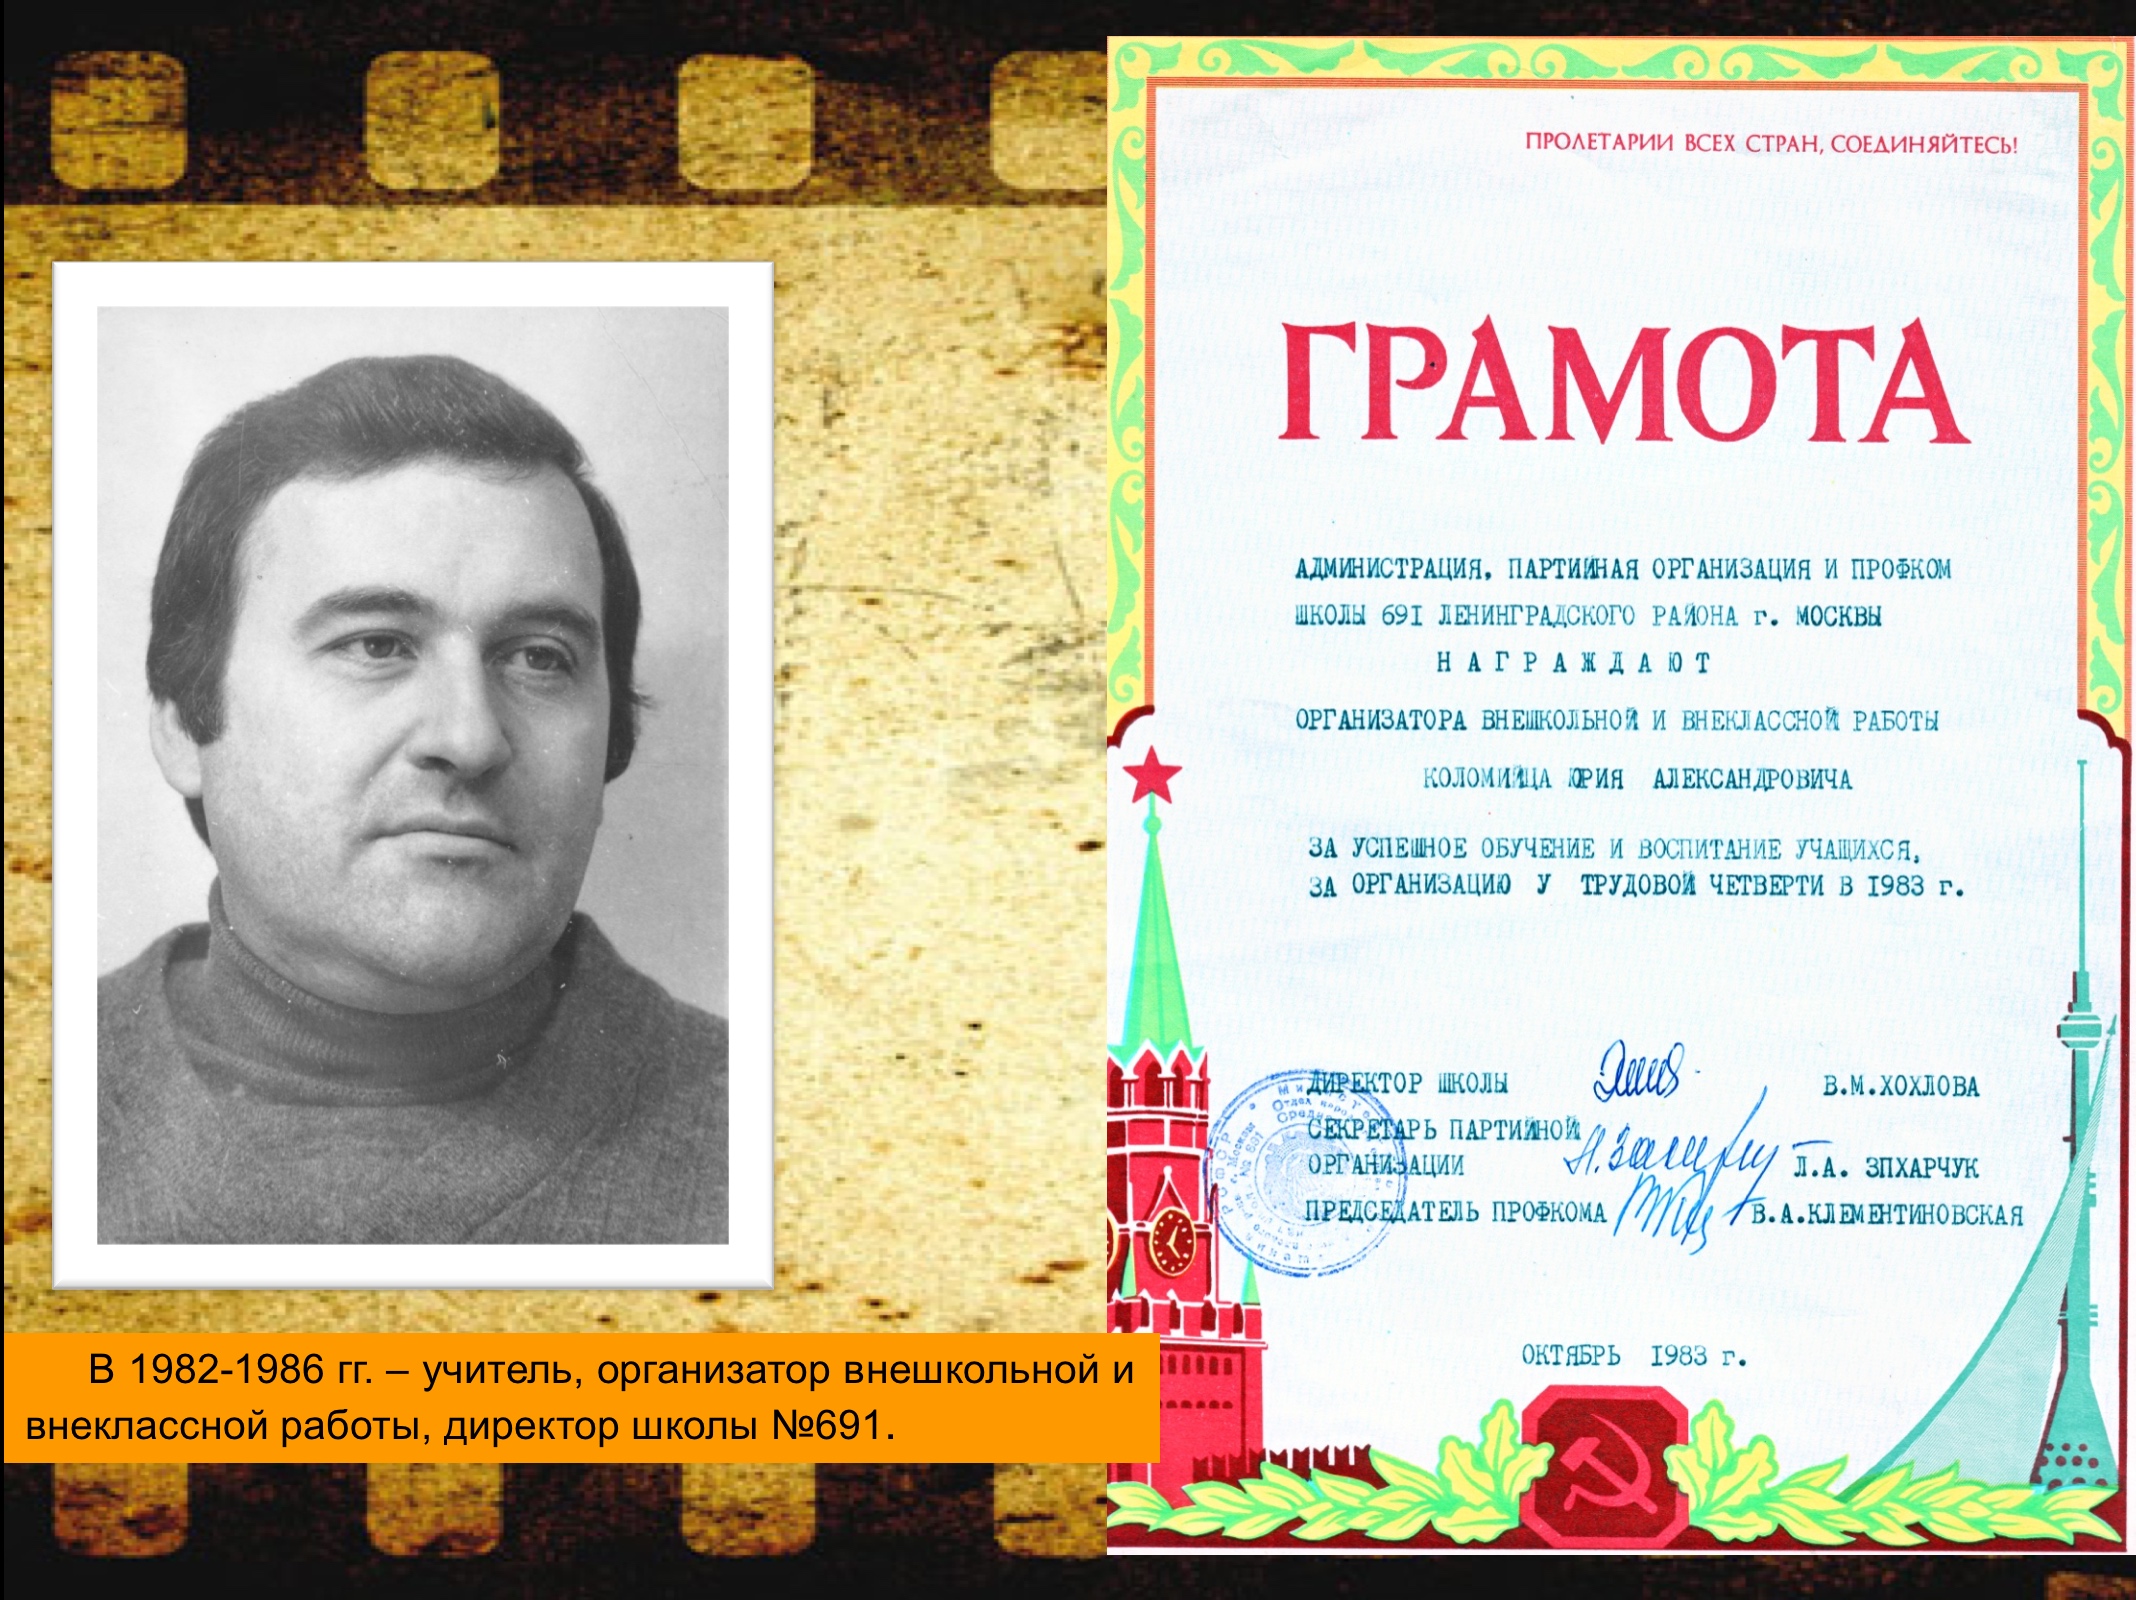 ПРОЛЕТАРИИ ВСЕХ СТРАН, СОЕДИНЯЙТЕСЬ!
ГРАМОТА
АДМИНИСТРАЦИЯ, ПАРТИЙНАЯ ОРГАНИЗАЦИЯ И ПРОФКОМ
ШКОЛЫ 69I ЛЕНИНГРАДСКОГО РАЙОНА г. МОСКВЫ
Н А Г Р А Ж Д А Ю Т
ОРГАНИЗАТОРА ВНЕШКОЛЬНОЙ И ВНЕКЛАССНОЙ РАБОТЫ
КОЛОМИЙЦА ЮРИЯ АЛЕКСАНДРОВИЧА
ЗА УСПЕШНОЕ ОБУЧЕНИЕ И ВОСПИТАНИЕ УЧАЩИХСЯ,
ЗА ОРГАНИЗАЦИЮ У ТРУДОВОЙ ЧЕТВЕРТИ В I983 г.
ДИРЕКТОР ШКОЛЫ В.М.ХОХЛОВА
СЕКРЕТАРЬ ПАРТИЙНОЙ
ОРГАНИЗАЦИИ Л.А. ЗПХАРЧУК
ПРЕДСЕДАТЕЛЬ ПРОФКОМА В.А.КЛЕМЕНТИНОВСКАЯ
ОКТЯБРЬ I983 г.
В 1982-1986 гг. – учитель, организатор внешкольной и
внеклассной работы, директор школы №691.